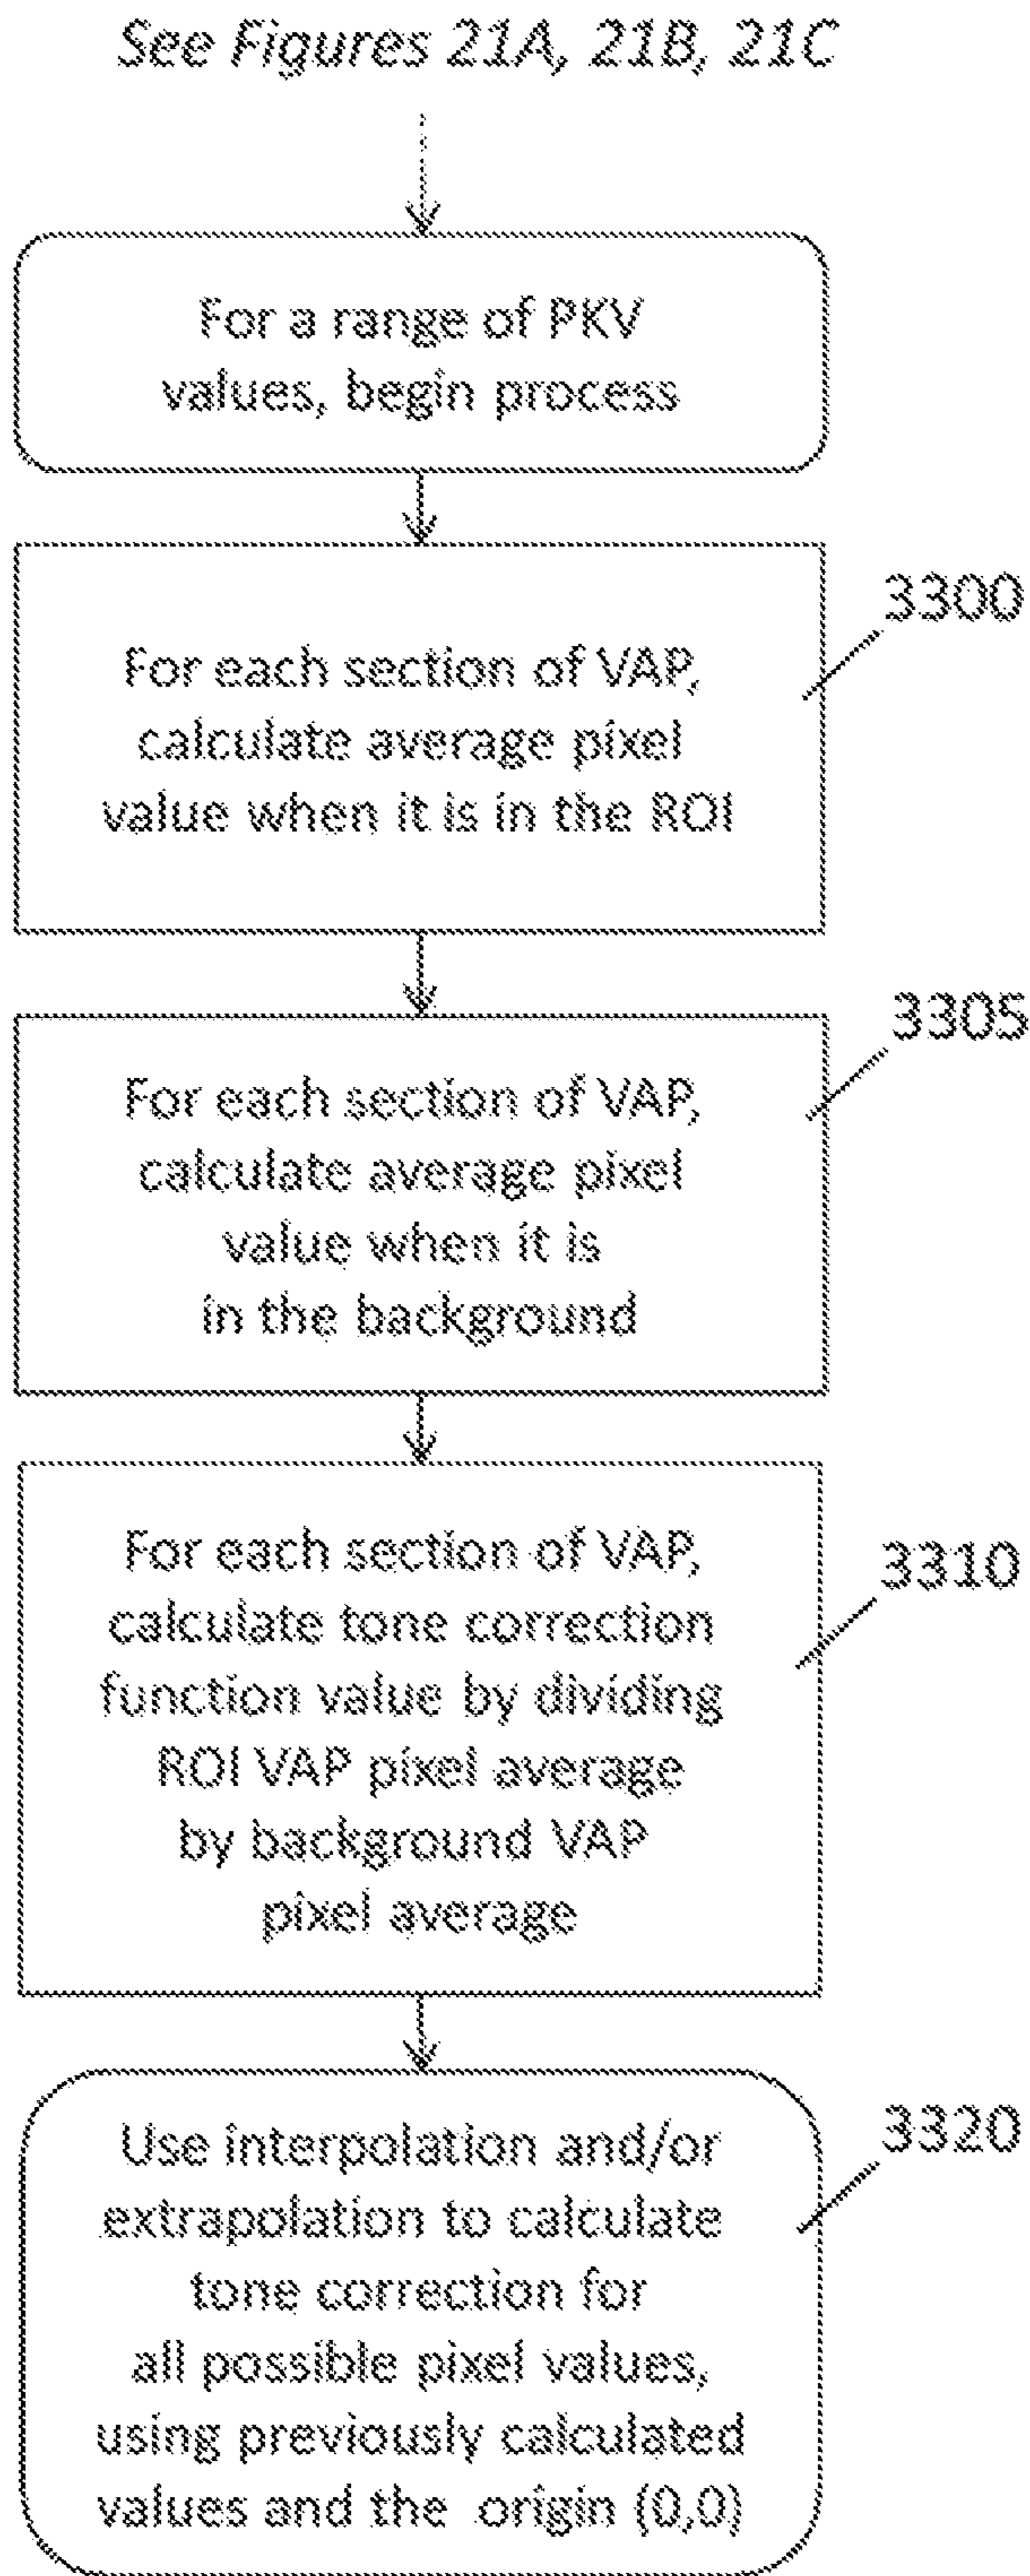 See Figures 21A, 21B, 21C
For a range of PKV
values, begin process
3300
For each section of VAP,
calculate average pixel
value when it is in the ROI
3305
For each section of VAP,
calculate average pixel
value when it is
in the background
3310
For each section of VAP,
calculate tone correction
function value by dividing
ROI VAP pixel average
by background VAP
pixel average
3320
Use interpolation and/or
extrapolation to calculate
tone correction for
all possible pixel values,
using previously calculated
values and the origin (0,0)